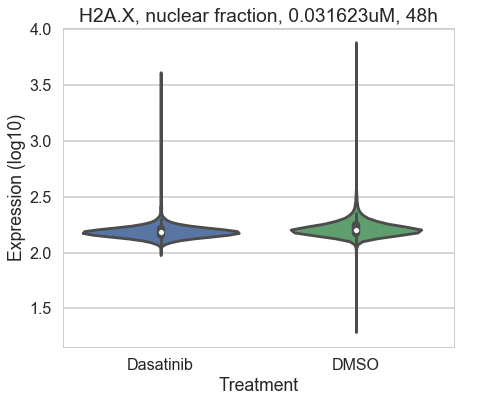 H2A.X, nuclear fraction, 0.031623uM, 48h
4.0
3.5
3.0
2.5
2.0
1.5
Expression (log10)
Dasatinib DMSO
Treatment